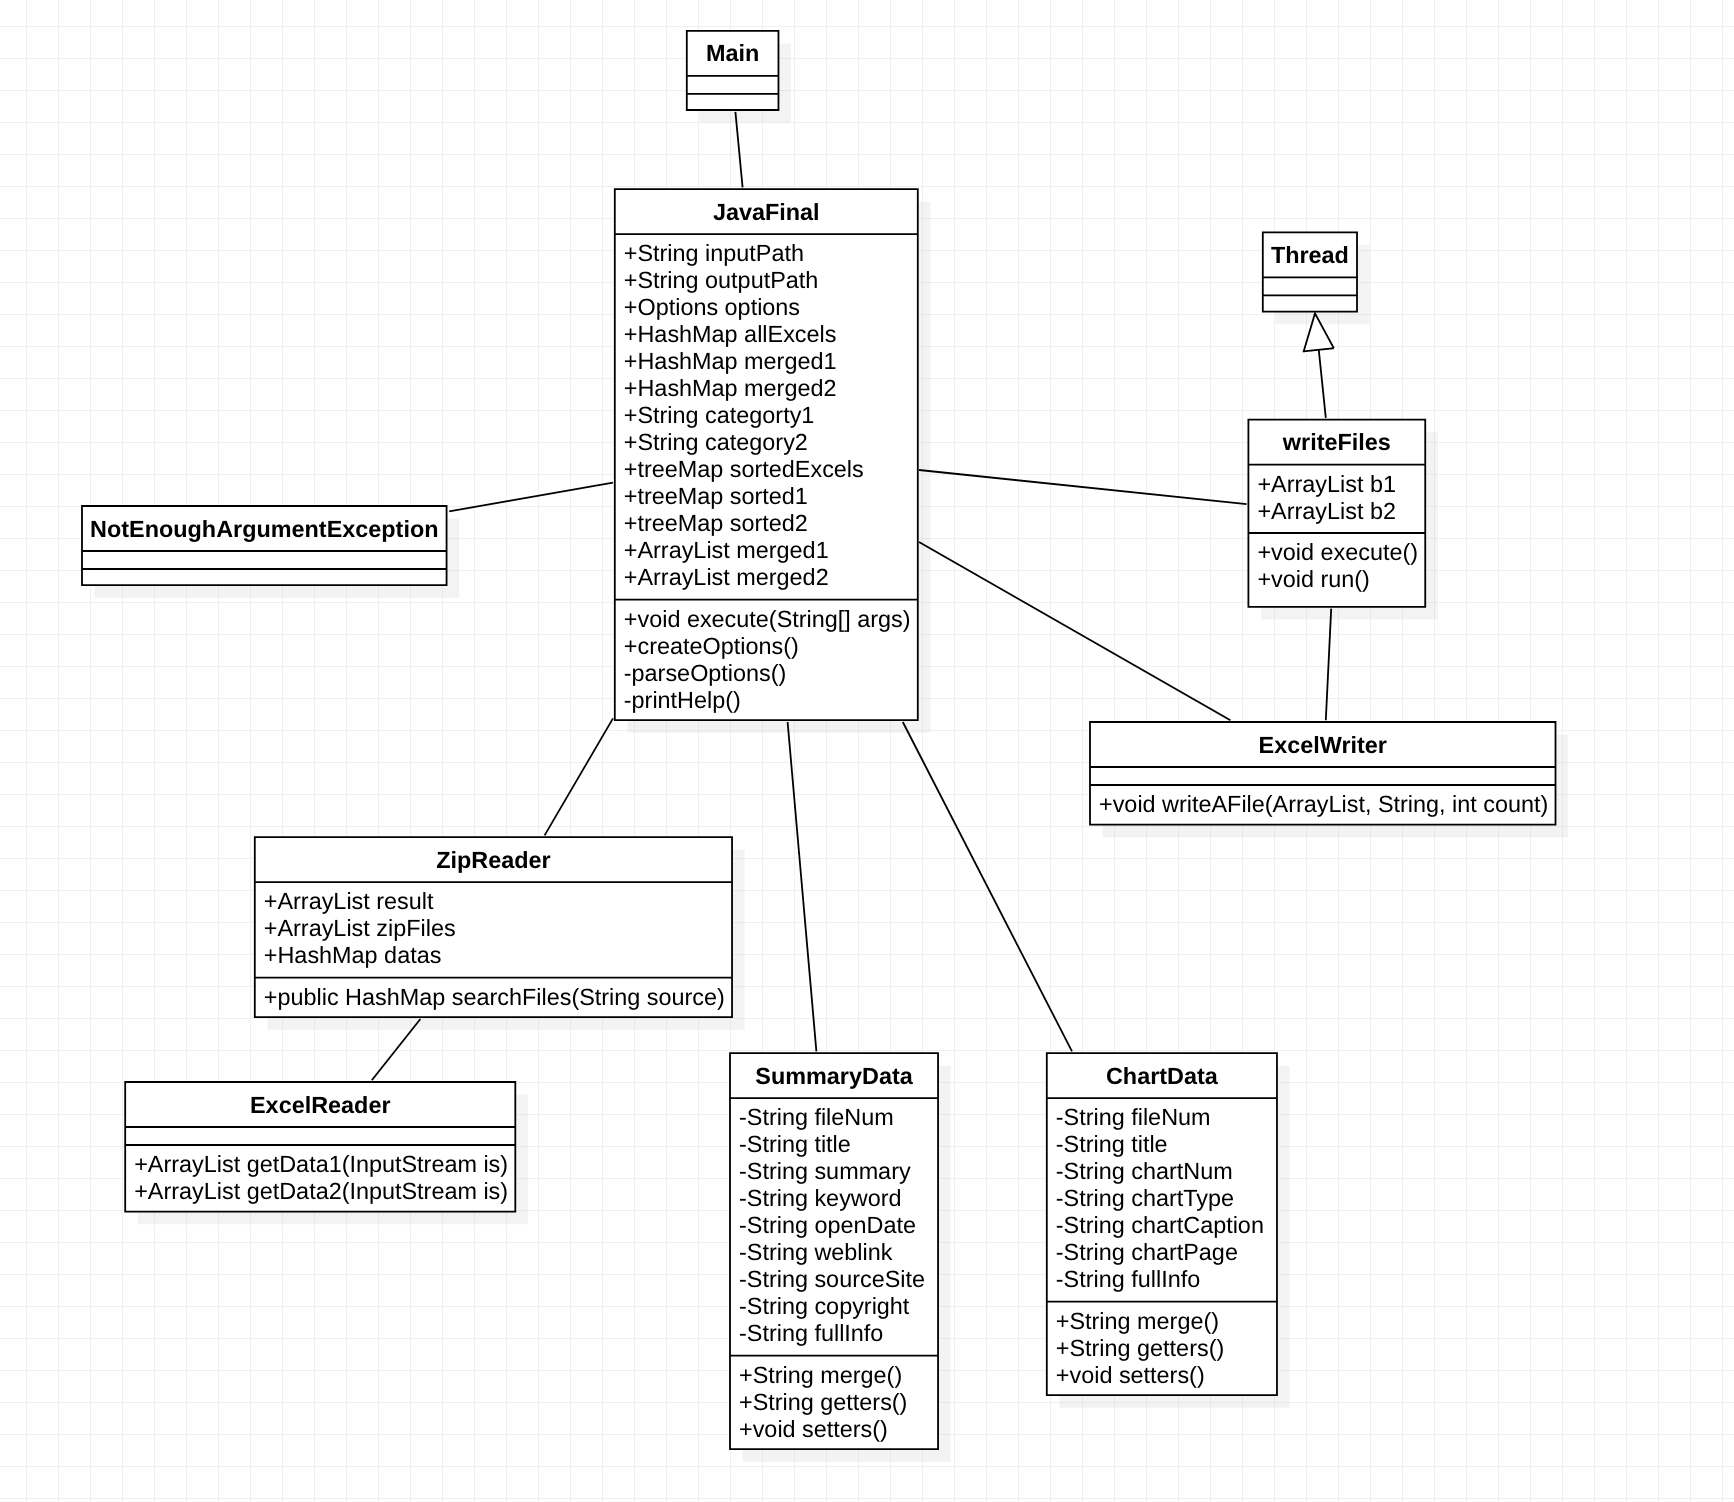 Main
JavaFinal
+String inputPath
+String outputPath
+Options options
+HashMap allExcels
+HashMap merged1
+HashMap merged2
+String categorty1
+String category2
+treeMap sortedExcels
+treeMap sorted1
+treeMap sorted2
+ArrayList merged1
+ArrayList merged2
+void execute(String[] args)
+createOptions()
-parseOptions()
-printHelp()
Thread
writeFiles
+ArrayList b1
+ArrayList b2
+void execute()
+void run()
NotEnoughArgumentException
ExcelWriter
+void writeAFile(ArrayList, String, int count)
ZipReader
+ArrayList result
+ArrayList zipFiles
+HashMap datas
+public HashMap searchFiles(String source)
ExcelReader
+ArrayList getData1(InputStream is)
+ArrayList getData2(InputStream is)
SummaryData
-String fileNum
-String title
-String summary
-String keyword
-String openDate
-String weblink
-String sourceSite
-String copyright
-String fullInfo
+String merge()
+String getters()
+void setters()
ChartData
-String fileNum
-String title
-String chartNum
-String chartType
-String chartCaption
-String chartPage
-String fullInfo
+String merge()
+String getters()
+void setters()